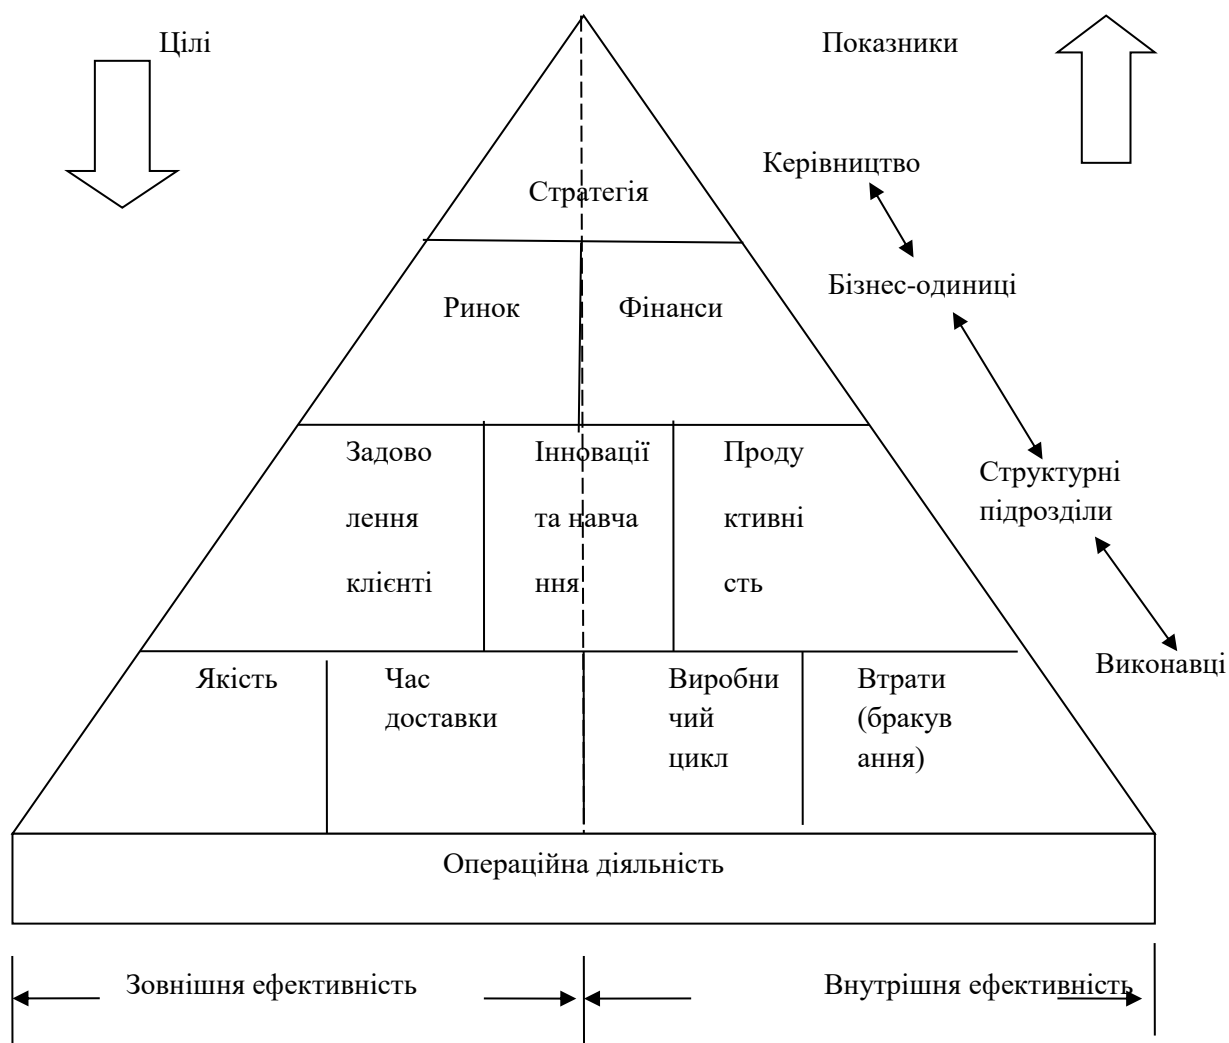 Цілі
Показники
Керівництво
Стратегія
Бізнес-одиниці
Ринок
Фінанси
Задово
лення
клієнті
Інновації
та навча
ння
Проду
ктивні
сть
Структурні
підрозділи
Виконавці
Якість
Час
доставки
Виробни
чий
цикл
Втрати
(бракув
ання)
Операційна діяльність
Зовнішня ефективність
Внутрішня ефективність